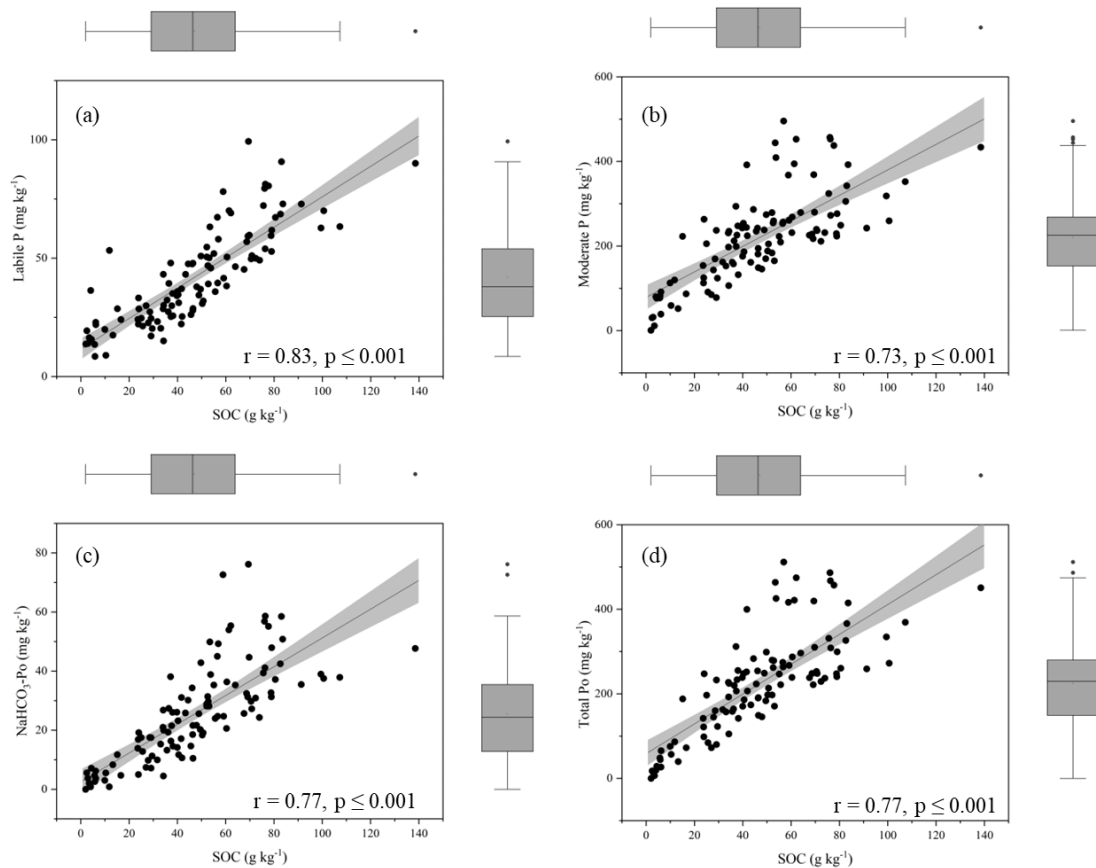 (a)
100
50
0
Labile P (mg kg⁻¹)
r = 0.83, p ≤ 0.001
0 20 40 60 80 100 120 140
SOC (g kg⁻¹)
(b)
600
400
200
0
Moderate P (mg kg⁻¹)
r = 0.73, p ≤ 0.001
0 20 40 60 80 100 120 140
SOC (g kg⁻¹)
(c)
80
60
40
20
0
NaHCO₃-Po (mg kg⁻¹)
r = 0.77, p ≤ 0.001
0 20 40 60 80 100 120 140
SOC (g kg⁻¹)
(d)
600
400
200
0
Total Po (mg kg⁻¹)
r = 0.77, p ≤ 0.001
0 20 40 60 80 100 120 140
SOC (g kg⁻¹)